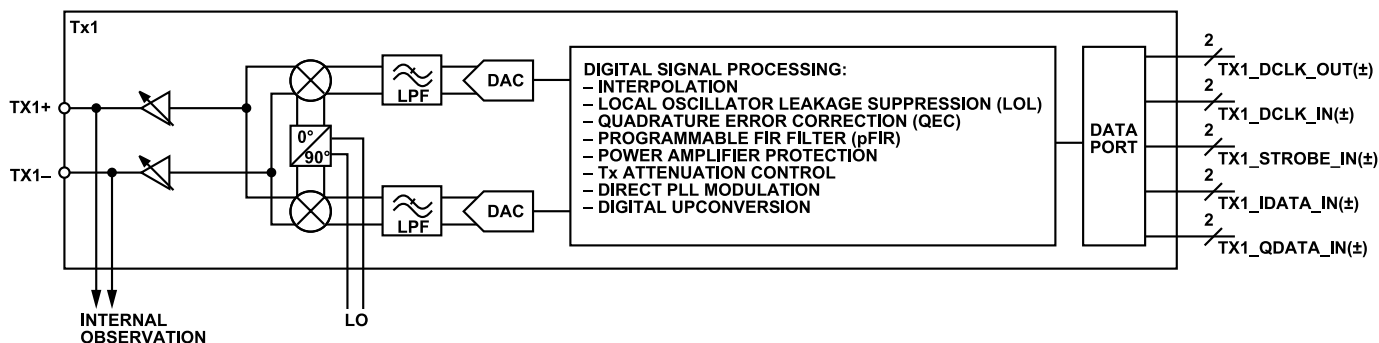 Tx1
TX1+
TX1–
0°
90°
LPF
DAC
LPF
DAC
DIGITAL SIGNAL PROCESSING:
– INTERPOLATION
– LOCAL OSCILLATOR LEAKAGE SUPPRESSION (LOL)
– QUADRATURE ERROR CORRECTION (QEC)
– PROGRAMMABLE FIR FILTER (pFIR)
– POWER AMPLIFIER PROTECTION
– Tx ATTENUATION CONTROL
– DIRECT PLL MODULATION
– DIGITAL UPCONVERSION
DATA
PORT
2
TX1_DCLK_OUT(±)
2
TX1_DCLK_IN(±)
2
TX1_STROBE_IN(±)
2
TX1_IDATA_IN(±)
2
TX1_QDATA_IN(±)
INTERNAL
OBSERVATION
LO